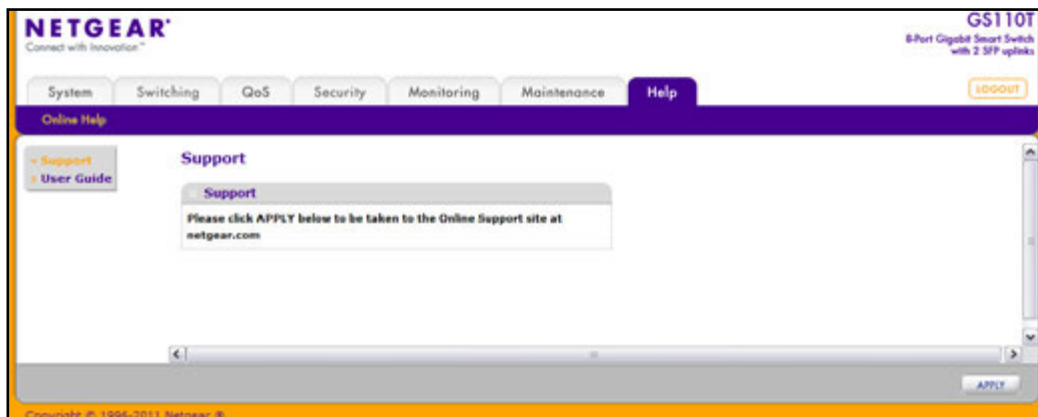 NETGEAR®
Connect with Innovation™
GS110T
8-Port Gigabit Smart Switch
with 2 SFP uplinks
System Switching QoS Security Monitoring Maintenance Help LOGOUT
Online Help
Support
User Guide
Support
Support
Please click APPLY below to be taken to the Online Support site at
netgear.com
APPLY
Copyright © 1996-2011 Netgear ®